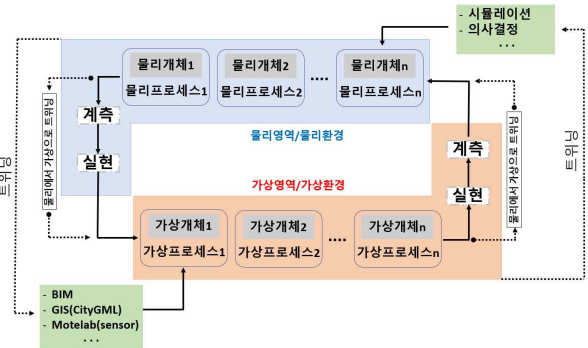 - 시뮬레이션
- 의사결정
...
물리개체1
물리프로세스1
물리개체2
물리프로세스2
....
물리개체n
물리프로세스n
계측
실현
물리에서 가상으로 트위닝
트위닝
물리영역/물리환경
가상영역/가상환경
계측
실현
물리에서 가상으로 트위닝
트위닝
가상개체1
가상프로세스1
가상개체2
가상프로세스2
....
가상개체n
가상프로세스n
- BIM
- GIS(CityGML)
- Motelab(sensor)
...